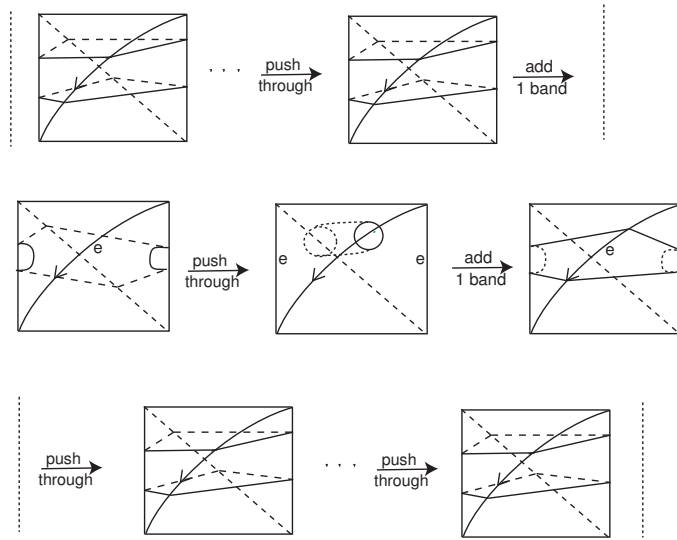 . . .
push
through
add
1 band
e
push
through
e
e
add
1 band
e
push
through
. . .
push
through